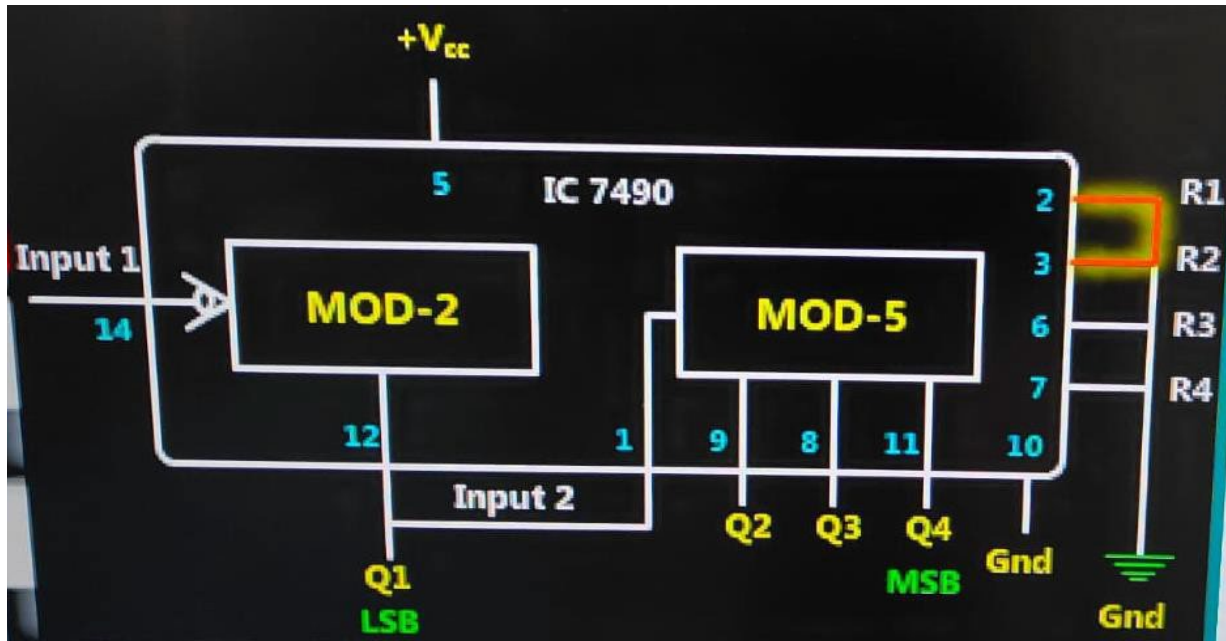 +Vcc
5
IC 7490
2
R1
Input 1
3
R2
MOD-2
MOD-5
14
6
R3
7
R4
12
1
9
8
11
10
Input 2
Q2
Q3
Q4
Gnd
Q1
MSB
LSB
Gnd